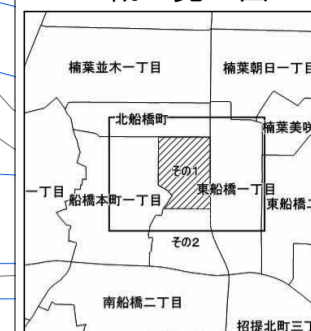 楠葉並木一丁目
楠葉朝日一丁目
北船橋町
楠葉美咲
その1
一丁目
船橋本町一丁目
東船橋一丁目
東船橋二
その2
南船橋二丁目
招提北町三丁